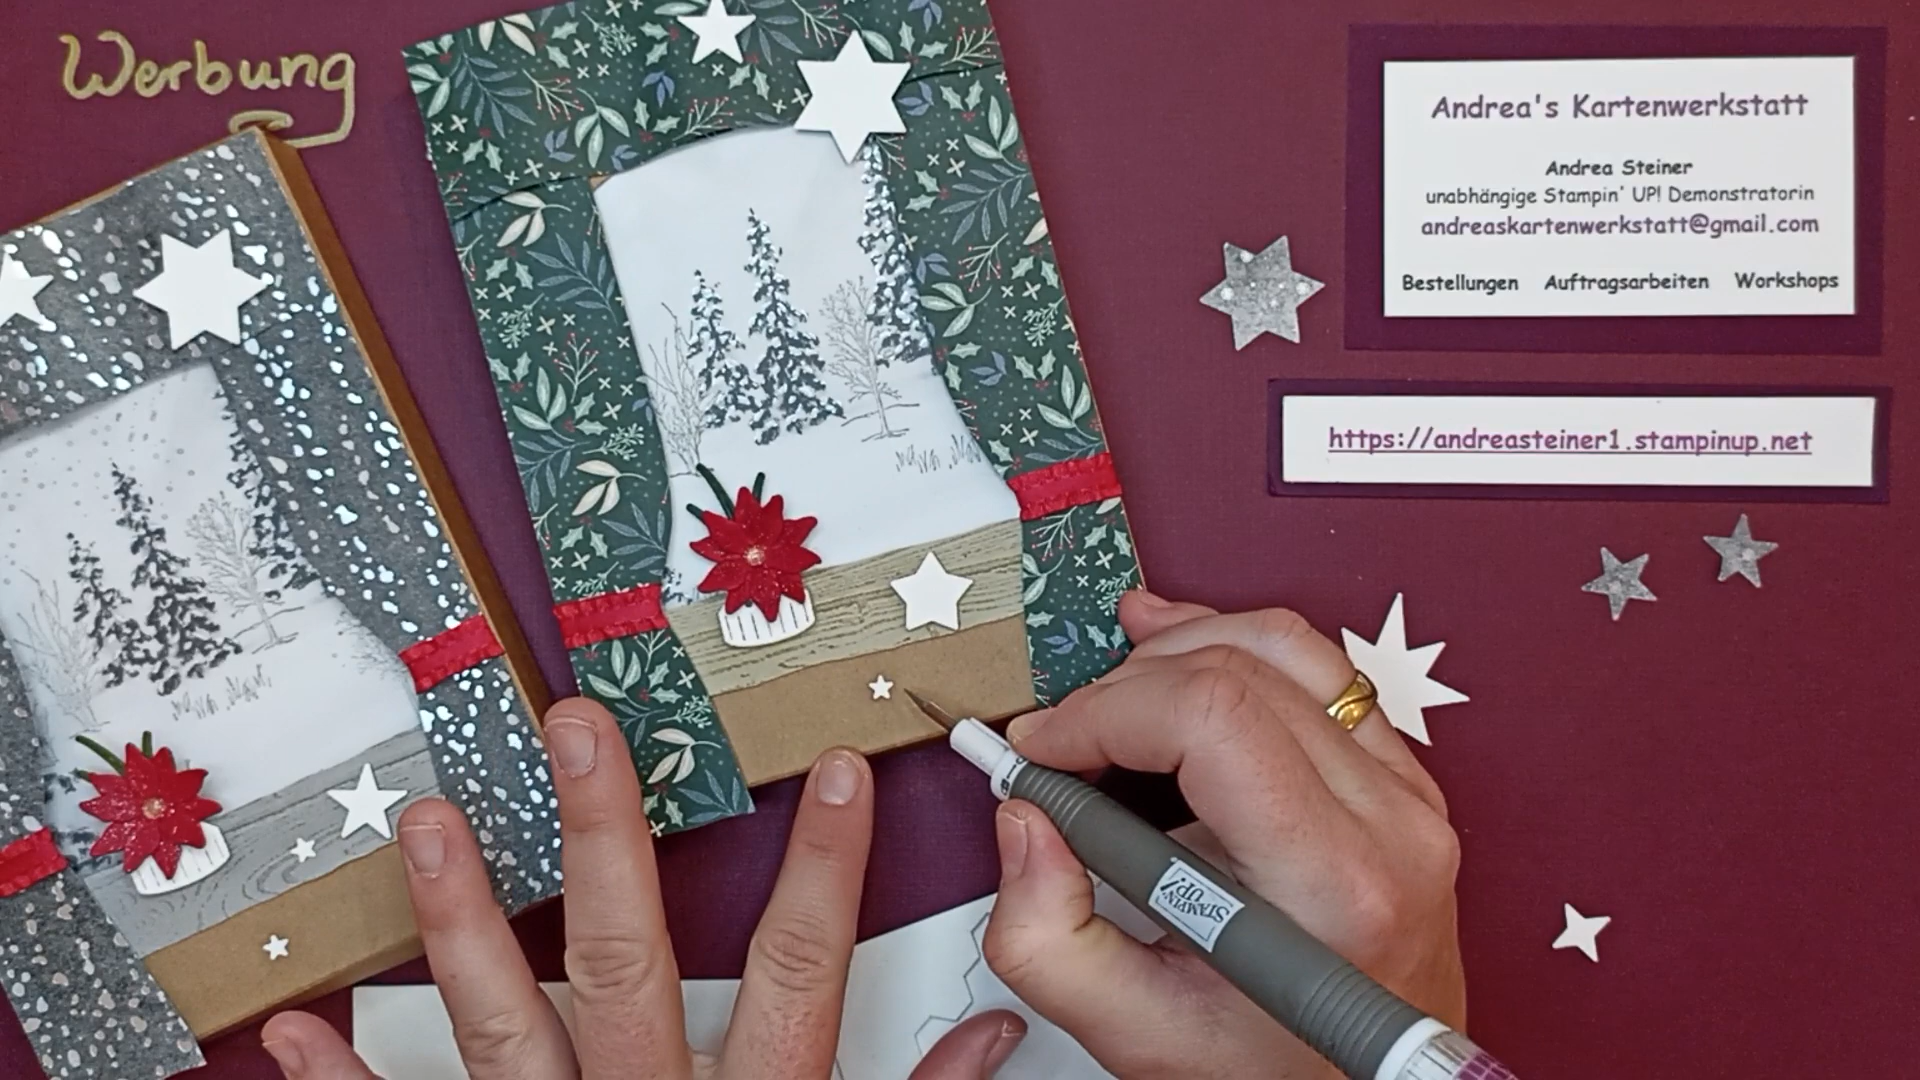 Werbung
Andrea's Kartenwerkstatt
Andrea Steiner
unabhängige Stampin' UP! Demonstratorin
andreaskartenwerkstatt@gmail.com
Bestellungen Auftragsarbeiten Workshops
https://andreasteiner1.stampinup.net
STAMPIN' UP!